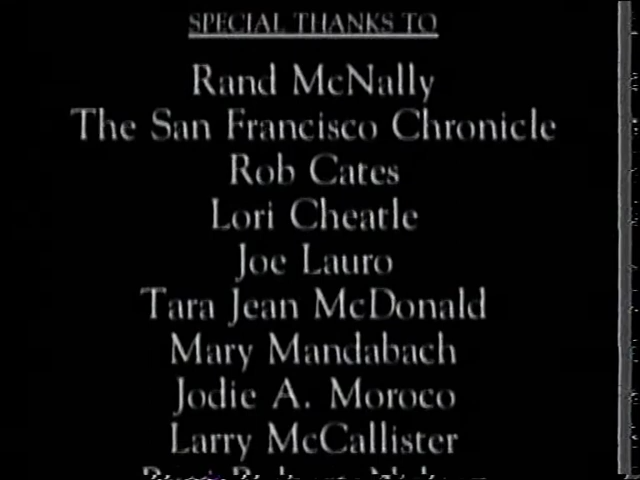 SPECIAL THANKS TO
Rand McNally
The San Francisco Chronicle
Rob Cates
Lori Cheatle
Joe Lauro
Tara Jean McDonald
Mary Mandabach
Jodie A. Moroco
Larry McCallister